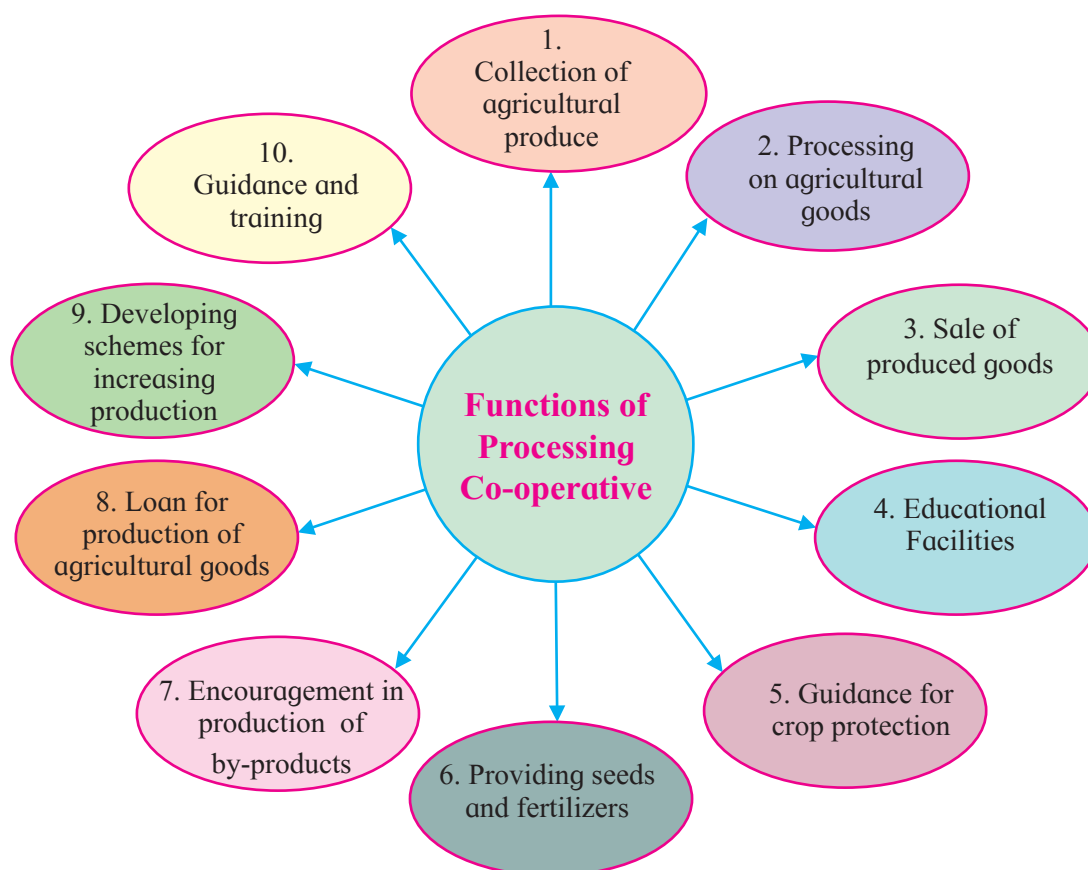 1.
Collection of
agricultural
produce
2. Processing
on agricultural
goods
3. Sale of
produced goods
4. Educational
Facilities
5. Guidance for
crop protection
6. Providing seeds
and fertilizers
7. Encouragement in
production of
by-products
8. Loan for
production of
agricultural goods
9. Developing
schemes for
increasing
production
10.
Guidance and
training
Functions of
Processing
Co-operative